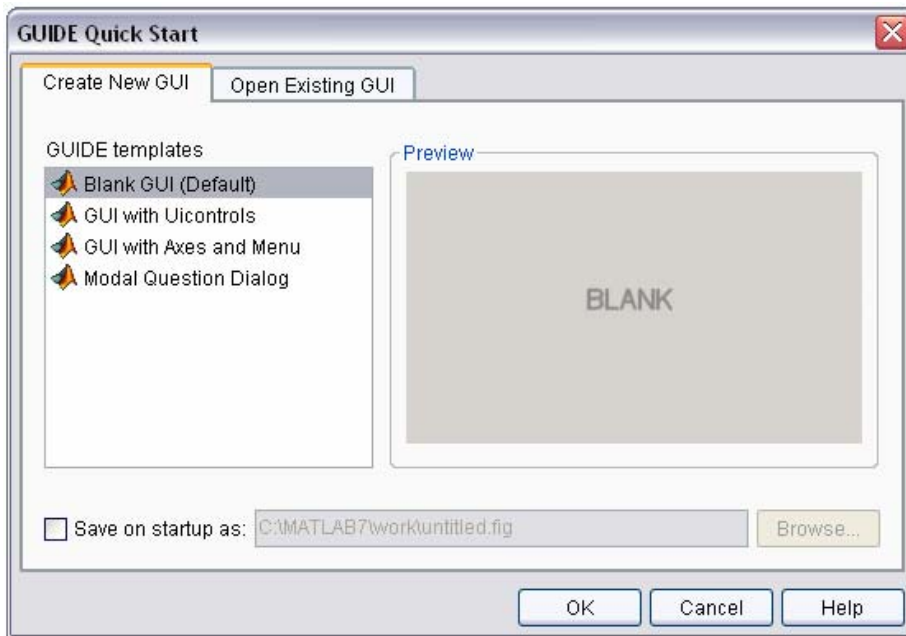 GUIDE Quick Start
Create New GUI
Open Existing GUI
GUIDE templates
Blank GUI (Default)
GUI with Uicontrols
GUI with Axes and Menu
Modal Question Dialog
Preview
BLANK
Save on startup as:
C:\MATLAB7\work\untitled.fig
Browse...
OK
Cancel
Help